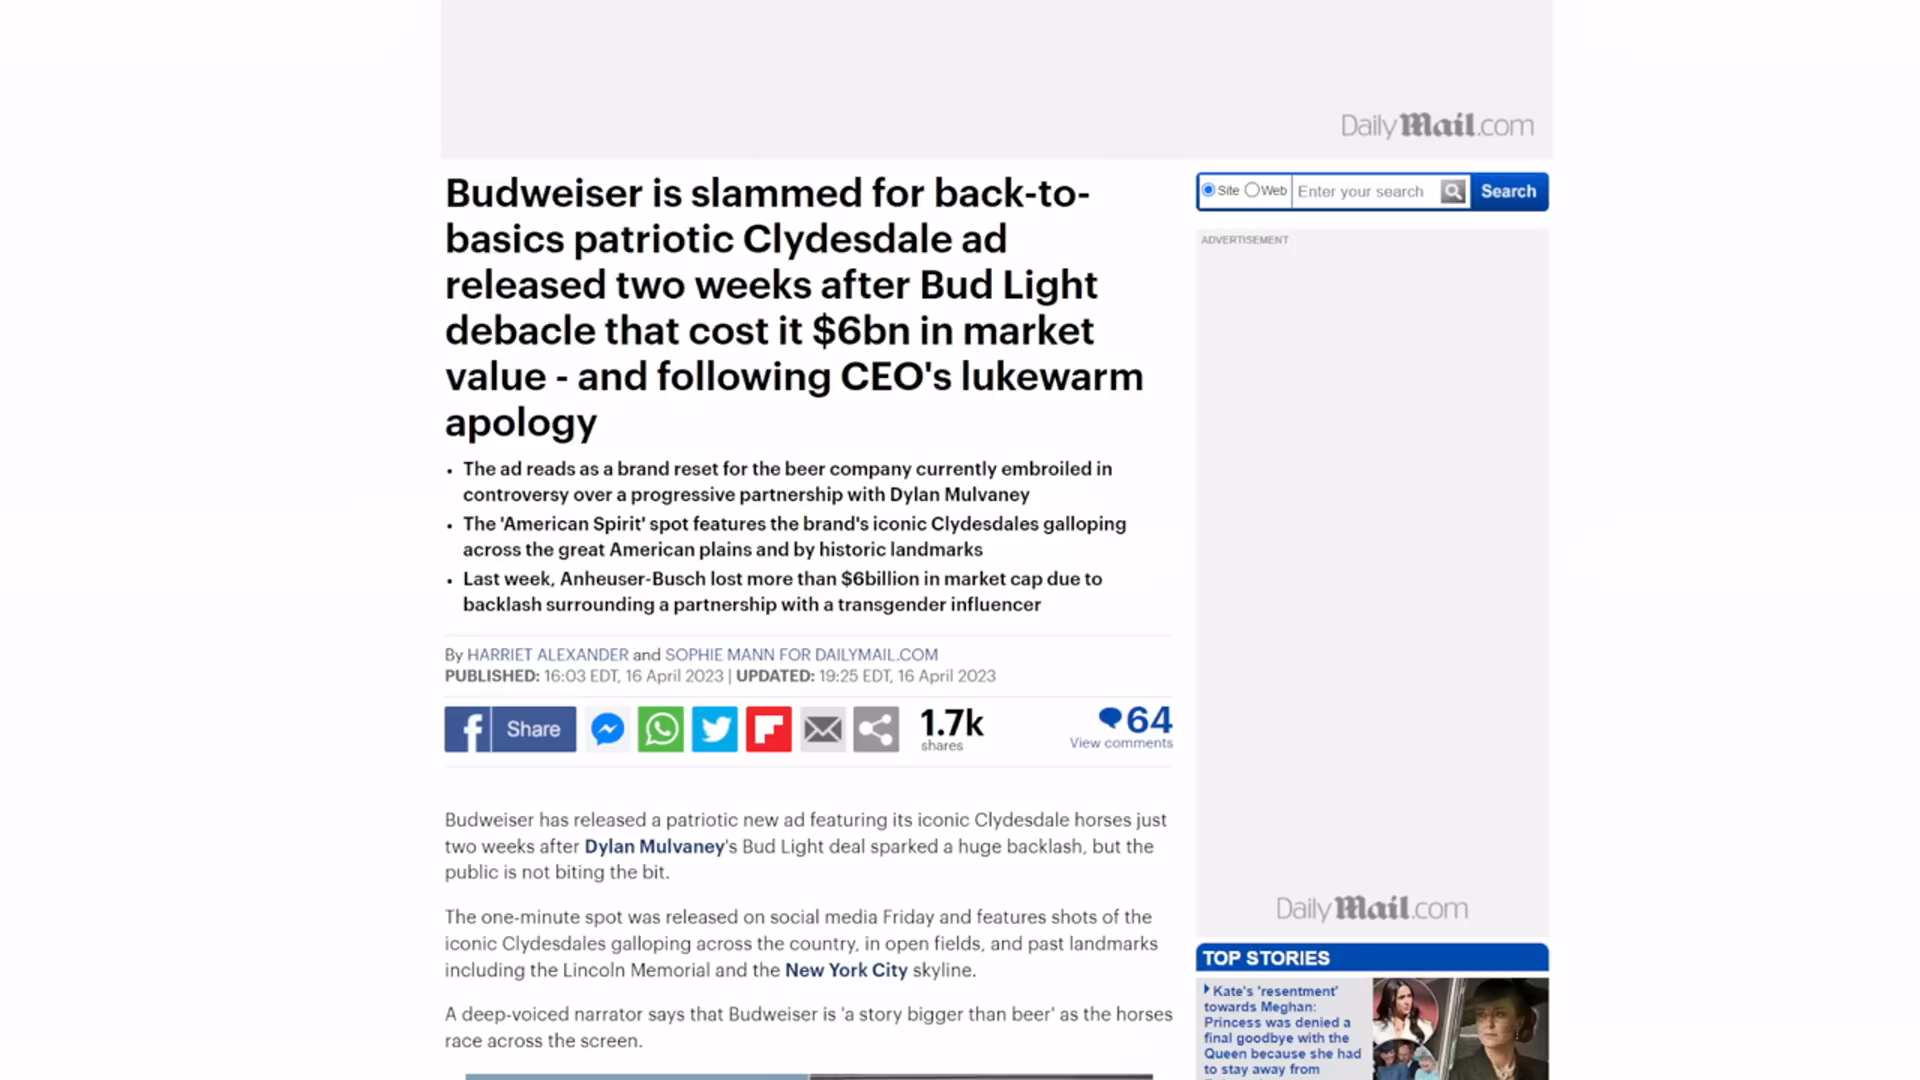 DailyMail.com
Budweiser is slammed for back-to-
basics patriotic Clydesdale ad
released two weeks after Bud Light
debacle that cost it $6bn in market
value - and following CEO's lukewarm
apology
• The ad reads as a brand reset for the beer company currently embroiled in
controversy over a progressive partnership with Dylan Mulvaney
• The 'American Spirit' spot features the brand's iconic Clydesdales galloping
across the great American plains and by historic landmarks
• Last week, Anheuser-Busch lost more than $6billion in market cap due to
backlash surrounding a partnership with a transgender influencer
By HARRIET ALEXANDER and SOPHIE MANN FOR DAILYMAIL.COM
PUBLISHED: 16:03 EDT, 16 April 2023 | UPDATED: 19:25 EDT, 16 April 2023
f Share
1.7k
shares
64
View comments
Budweiser has released a patriotic new ad featuring its iconic Clydesdale horses just
two weeks after Dylan Mulvaney's Bud Light deal sparked a huge backlash, but the
public is not biting the bit.
The one-minute spot was released on social media Friday and features shots of the
iconic Clydesdales galloping across the country, in open fields, and past landmarks
including the Lincoln Memorial and the New York City skyline.
A deep-voiced narrator says that Budweiser is 'a story bigger than beer' as the horses
race across the screen.
Site Web Enter your search Search
ADVERTISEMENT
DailyMail.com
TOP STORIES
Kate's 'resentment'
towards Meghan:
Princess was denied a
final goodbye with the
Queen because she had
to stay away from